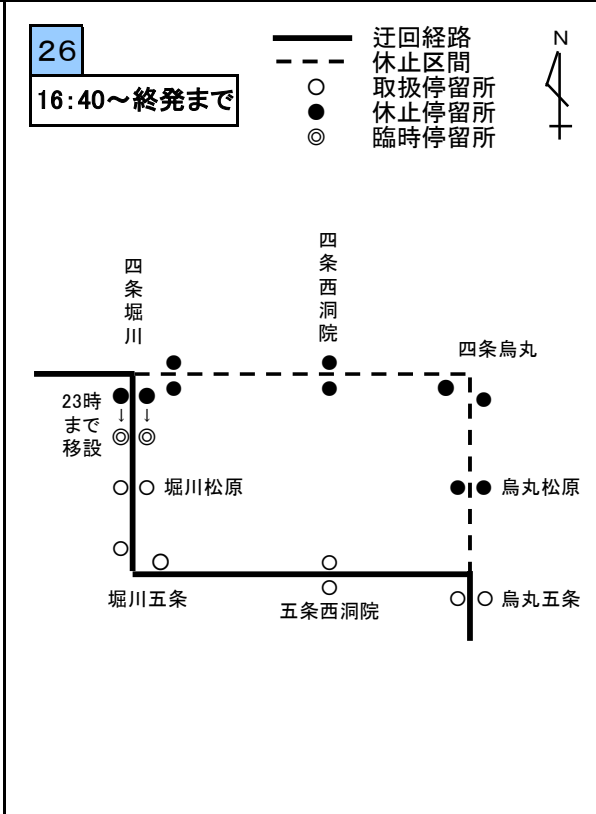 26
16:40～終発まで
迂回経路
休止区間
取扱停留所
休止停留所
臨時停留所
N
四条堀川
四条西洞院
四条烏丸
23時
まで
移設
↓ ↓
堀川松原
烏丸松原
堀川五条
五条西洞院
烏丸五条